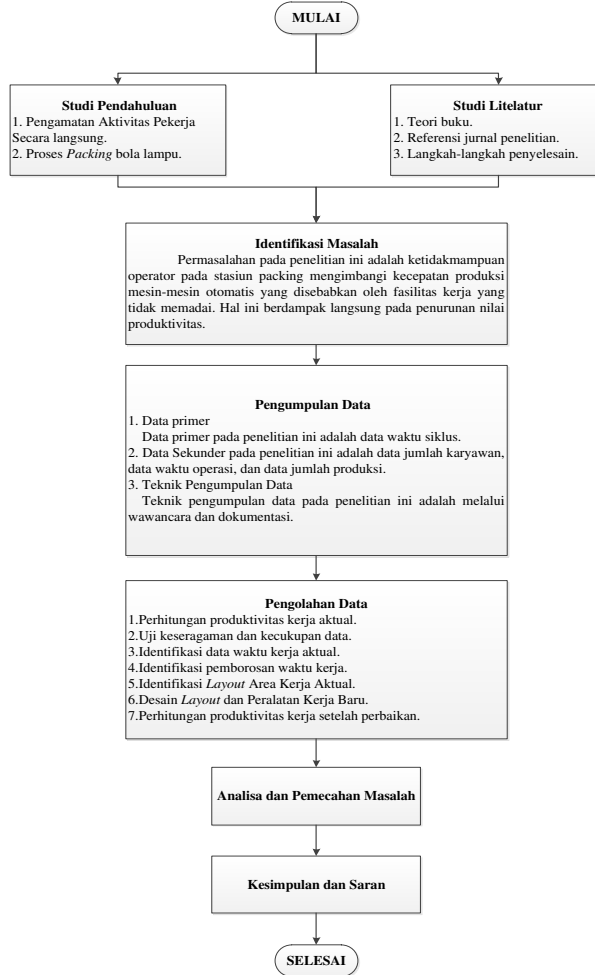 MULAI
Studi Pendahuluan
1. Pengamatan Aktivitas Pekerja
Secara langsung.
2. Proses Packing bola lampu.
Studi Litelatur
1. Teori buku.
2. Referensi jurnal penelitian.
3. Langkah-langkah penyelesain.
Identifikasi Masalah
Permasalahan pada penelitian ini adalah ketidakmampuan
operator pada stasiun packing mengimbangi kecepatan produksi
mesin-mesin otomatis yang disebabkan oleh fasilitas kerja yang
tidak memadai. Hal ini berdampak langsung pada penurunan nilai
produktivitas.
Pengumpulan Data
1. Data primer
Data primer pada penelitian ini adalah data waktu siklus.
2. Data Sekunder pada penelitian ini adalah data jumlah karyawan,
data waktu operasi, dan data jumlah produksi.
3. Teknik Pengumpulan Data
Teknik pengumpulan data pada penelitian ini adalah melalui
wawancara dan dokumentasi.
Pengolahan Data
1.Perhitungan produktivitas kerja aktual.
2.Uji keseragaman dan kecukupan data.
3.Identifikasi data waktu kerja aktual.
4.Identifikasi pemborosan waktu kerja.
5.Identifikasi Layout Area Kerja Aktual.
6.Desain Layout dan Peralatan Kerja Baru.
7.Perhitungan produktivitas kerja setelah perbaikan.
Analisa dan Pemecahan Masalah
Kesimpulan dan Saran
SELESAI